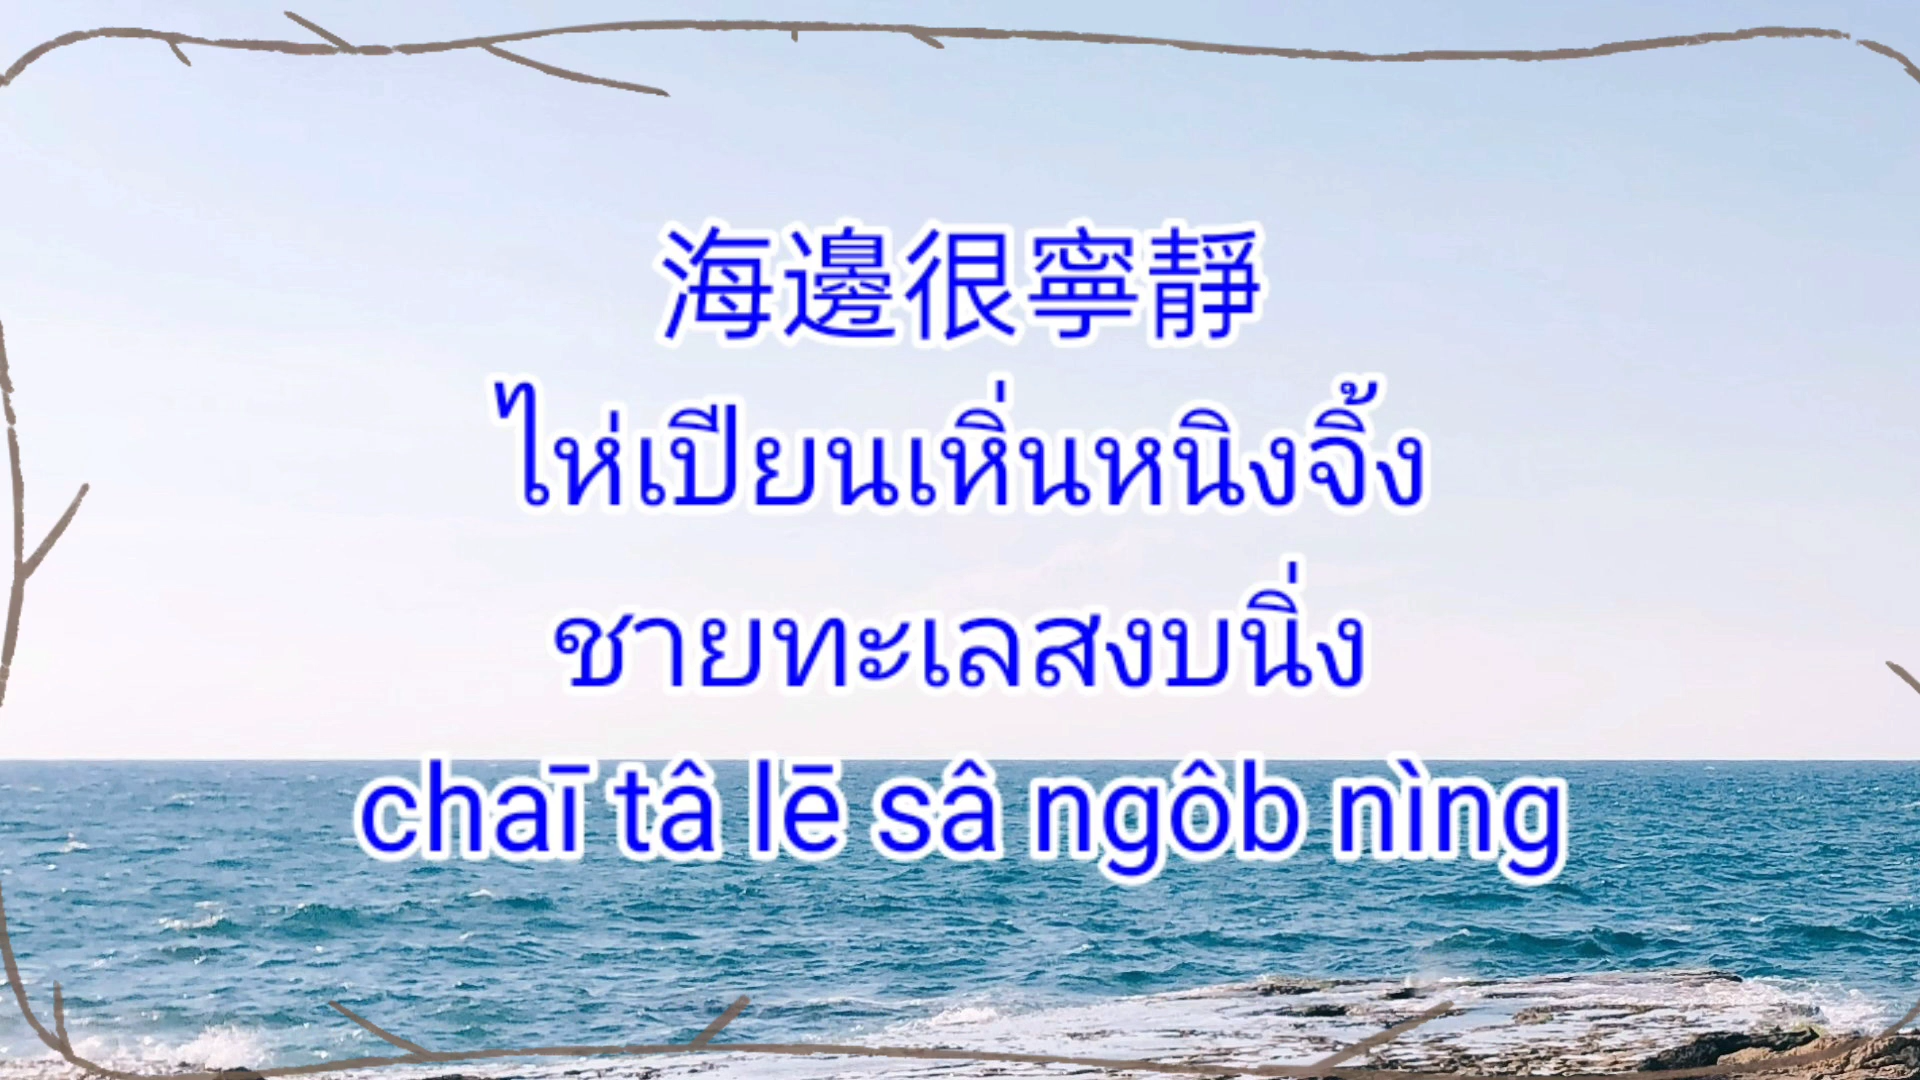 海邊很寧靜
ไห่เปียนเหิ่นหนิงจิ้ง
ชายทะเลสงบนิ่ง
chaī tâ lē sâ ngôb nìng